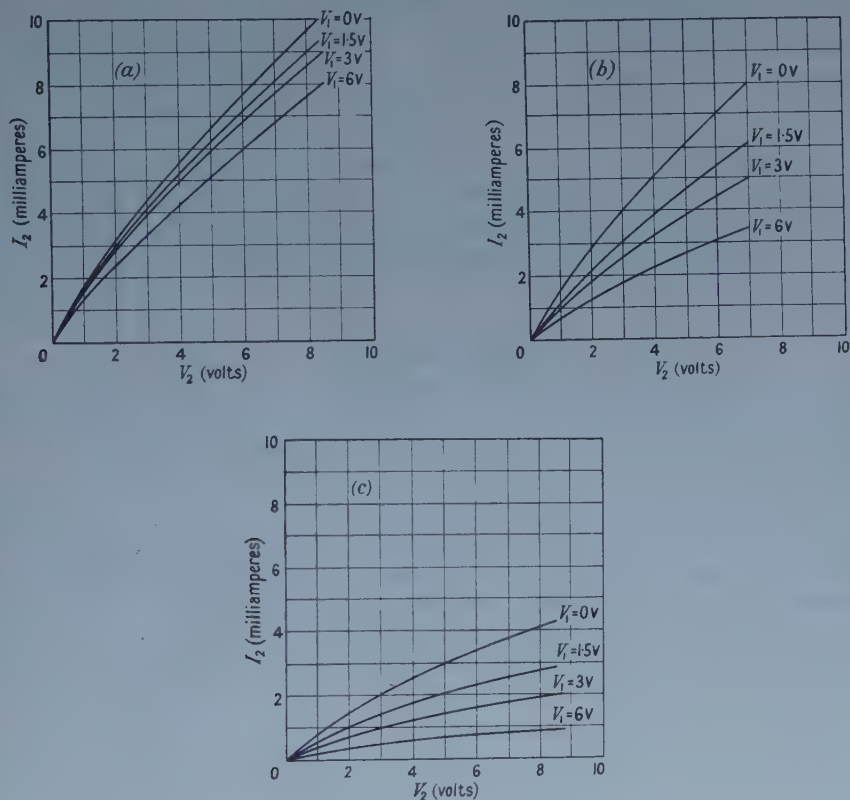 (a)
10
8
6
4
2
0
2
4
6
8
10
I₂ (milliamperes)
V₂ (volts)
V₁=0V
V₁=1·5V
V₁=3V
V₁=6V
(b)
10
8
6
4
2
0
2
4
6
8
10
I₂ (milliamperes)
V₂ (volts)
V₁=0V
V₁=1·5V
V₁=3V
V₁=6V
(c)
10
8
6
4
2
0
2
4
6
8
10
I₂ (milliamperes)
V₂ (volts)
V₁=0V
V₁=1·5V
V₁=3V
V₁=6V